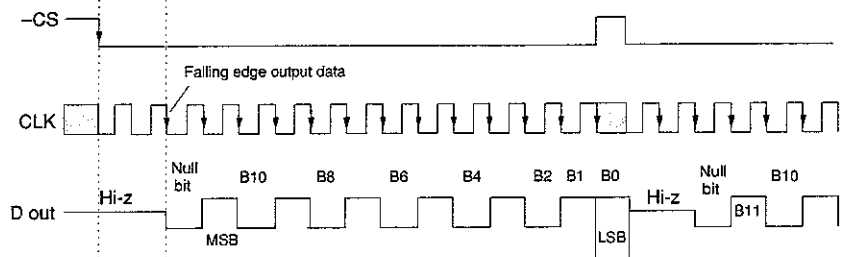 –CS
Falling edge output data
CLK
Null bit
B10
B8
B6
B4
B2
B1
B0
Null bit
B10
Hi-z
Hi-z
D out
B11
MSB
LSB